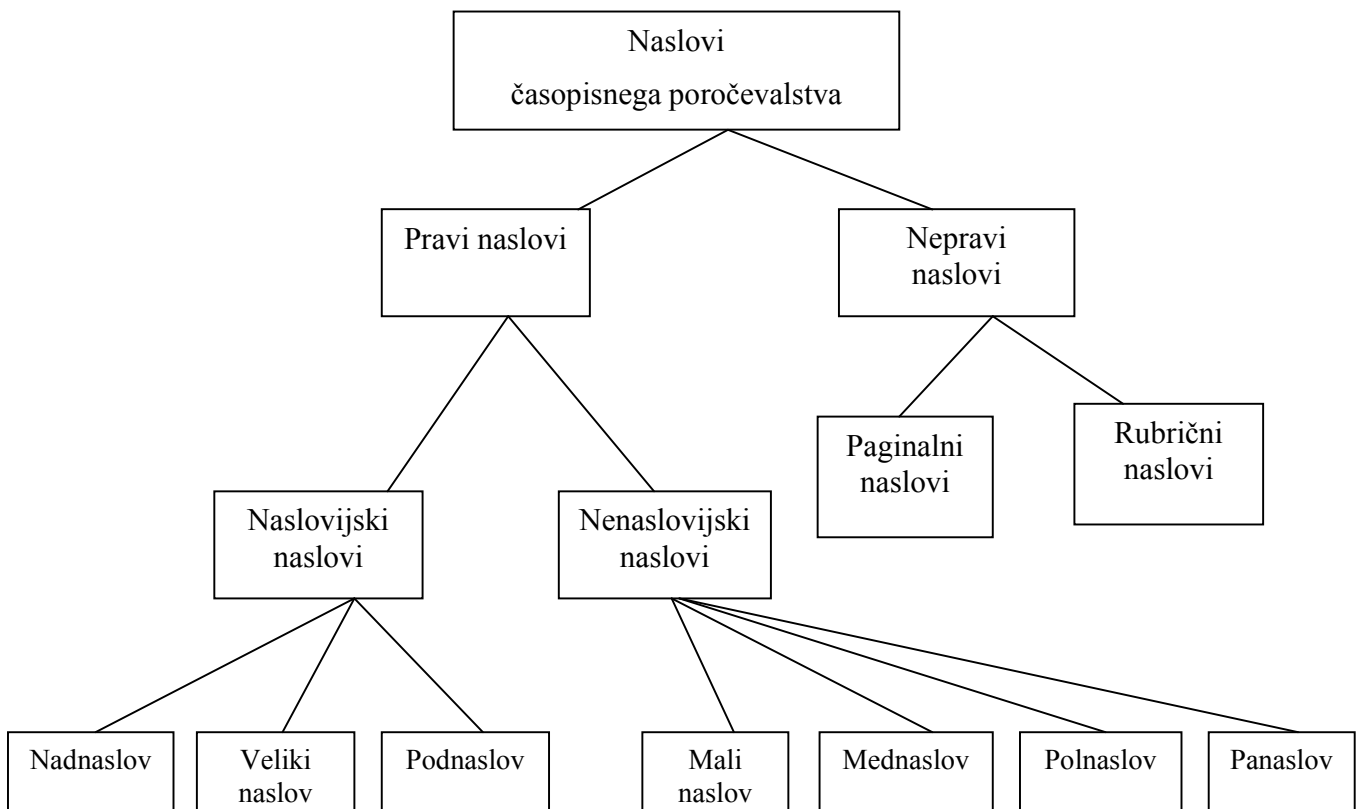 Naslovi
časopisnega poročevalstva
Pravi naslovi
Nepravi
naslovi
Paginalni
naslovi
Rubrični
naslovi
Naslovijski
naslovi
Nenaslovijski
naslovi
Nadnaslov
Veliki
naslov
Podnaslov
Mali
naslov
Mednaslov
Polnaslov
Panaslov